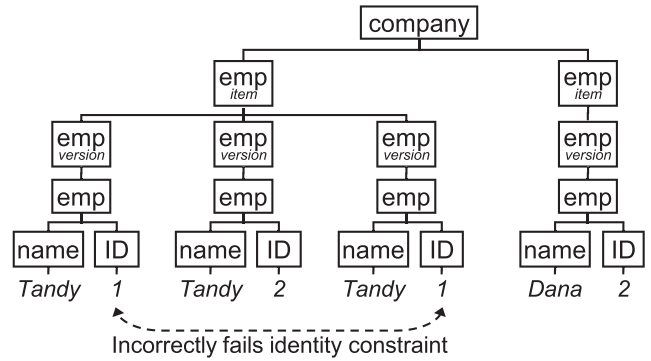 company
emp emp
item item
emp emp emp emp
version version version version
emp emp emp emp
name ID name ID name ID name ID
Tandy 1 Tandy 2 Tandy 1 Dana 2
Incorrectly fails identity constraint